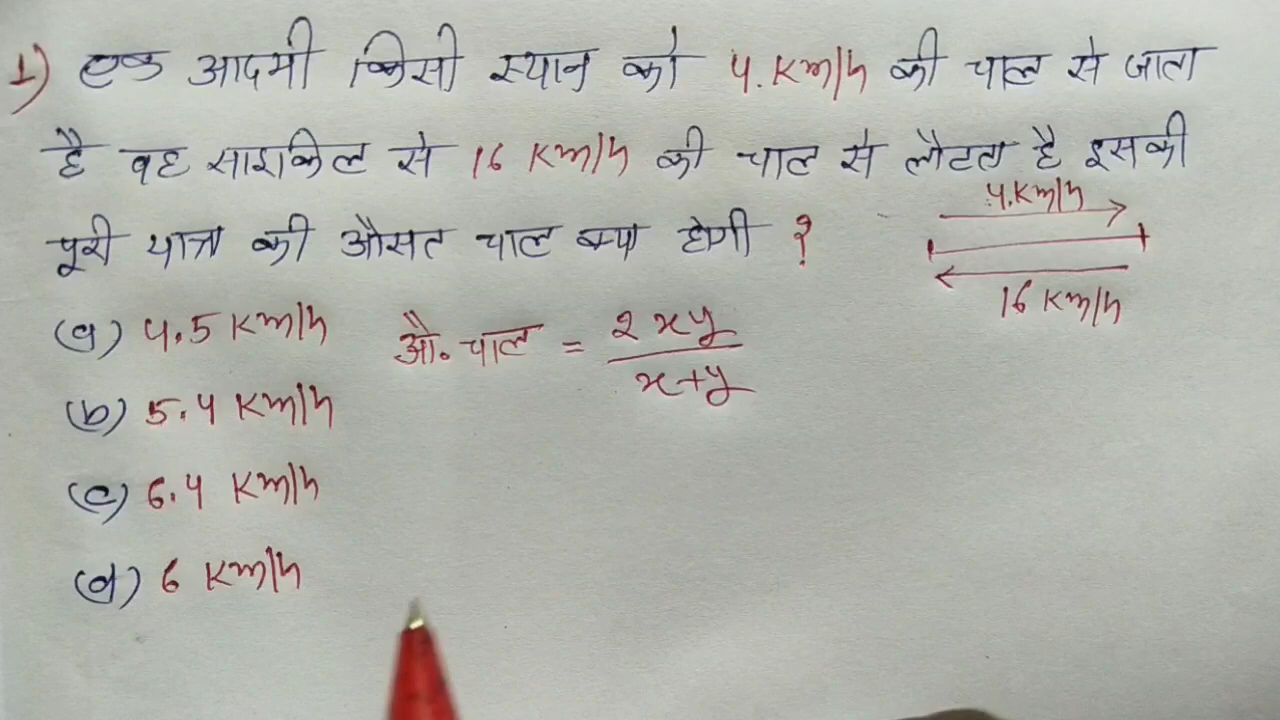 1) एक आदमी किसी स्थान को 4. Km/h की चाल से जाता
है वह साइकिल से 16 Km/h की चाल से लौटता है इसकी
पूरी यात्रा की औसत चाल क्या होगी ?
4. Km/h
16 Km/h
(a) 4.5 Km/h
औ. चाल = 2xy / x+y
(b) 5.4 Km/h
(c) 6.4 Km/h
(d) 6 Km/h